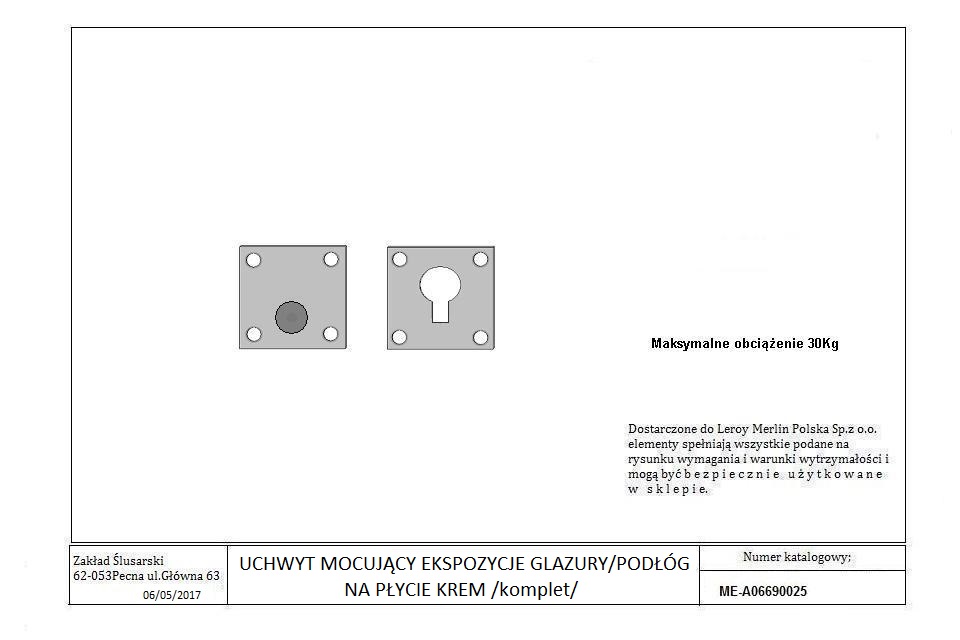 Maksymalne obciążenie 30Kg
Dostarczone do Leroy Merlin Polska Sp.z o.o.
elementy spełniają wszystkie podane na
rysunku wymagania i warunki wytrzymałości i
mogą być b e z p i e c z n i e u ż y t k o w a n e
w s k l e p i e.
Zakład Ślusarski
62-053Pecna ul.Główna 63
06/05/2017
UCHWYT MOCUJĄCY EKSPOZYCJE GLAZURY/PODŁÓG
NA PŁYCIE KREM /komplet/
Numer katalogowy;
ME-A06690025